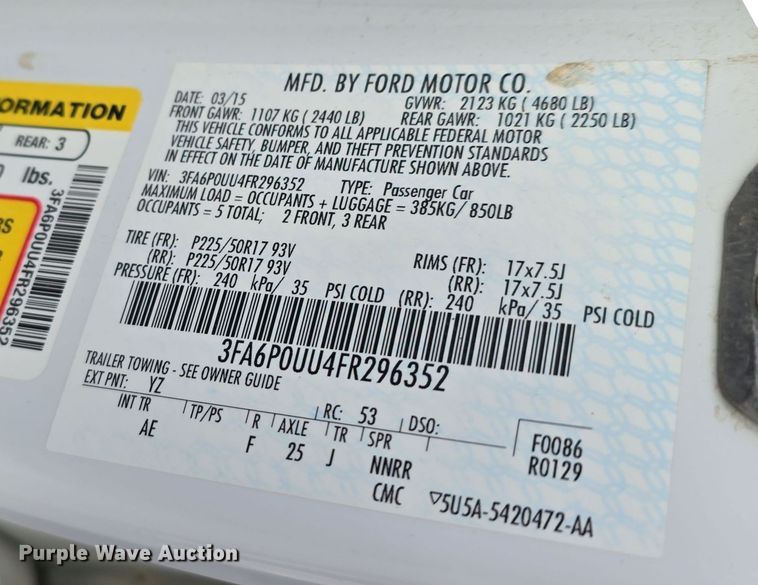 MFD. BY FORD MOTOR CO.
DATE: 03/15 GVWR: 2123 KG ( 4680 LB)
FRONT GAWR: 1107 KG ( 2440 LB) REAR GAWR: 1021 KG ( 2250 LB)
THIS VEHICLE CONFORMS TO ALL APPLICABLE FEDERAL MOTOR
VEHICLE SAFETY, BUMPER, AND THEFT PREVENTION STANDARDS
IN EFFECT ON THE DATE OF MANUFACTURE SHOWN ABOVE.
VIN: 3FA6P0UU4FR296352 TYPE: Passenger Car
MAXIMUM LOAD = OCCUPANTS + LUGGAGE = 385KG/ 850LB
OCCUPANTS = 5 TOTAL; 2 FRONT, 3 REAR
TIRE (FR): P225/50R17 93V RIMS (FR): 17x7.5J
(RR): P225/50R17 93V (RR): 17x7.5J
PRESSURE (FR): 240 kPa/ 35 PSI COLD (RR): 240 kPa/ 35 PSI COLD
3FA6P0UU4FR296352
TRAILER TOWING - SEE OWNER GUIDE
EXT PNT: YZ RC: 53 DSO:
INT TR TP/PS R AXLE TR SPR F0086
AE F 25 J NNRR R0129
CMC 5U5A-5420472-AA
ORMATION
REAR: 3
lbs.
3FA6P0UU4FR296352
RS
Purple Wave Auction